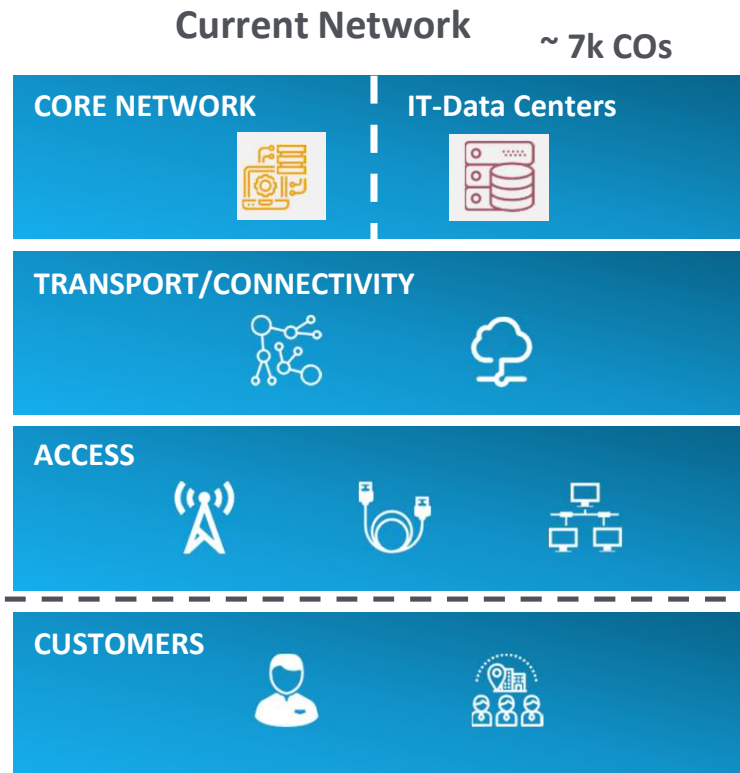 Current Network
~ 7k COs
CORE NETWORK
IT-Data Centers
TRANSPORT/CONNECTIVITY
ACCESS
CUSTOMERS